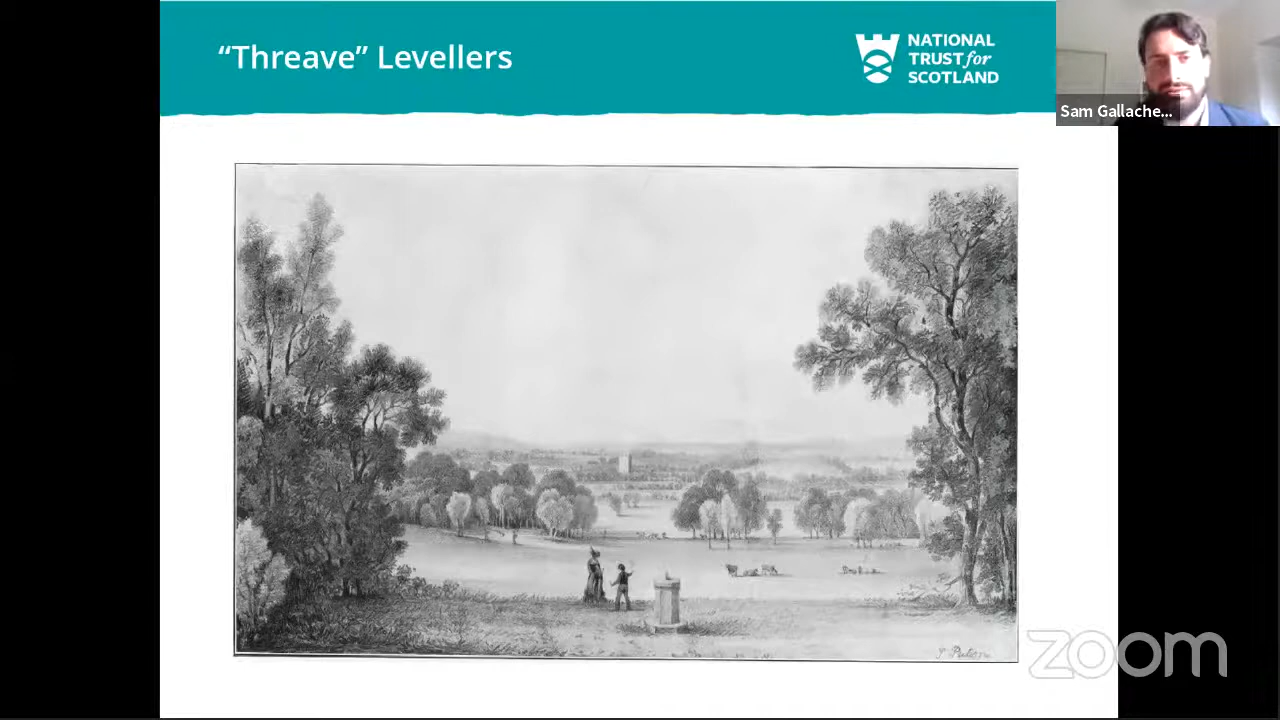 “Threave” Levellers
NATIONAL
TRUST for
SCOTLAND
Sam Gallache...
zoom